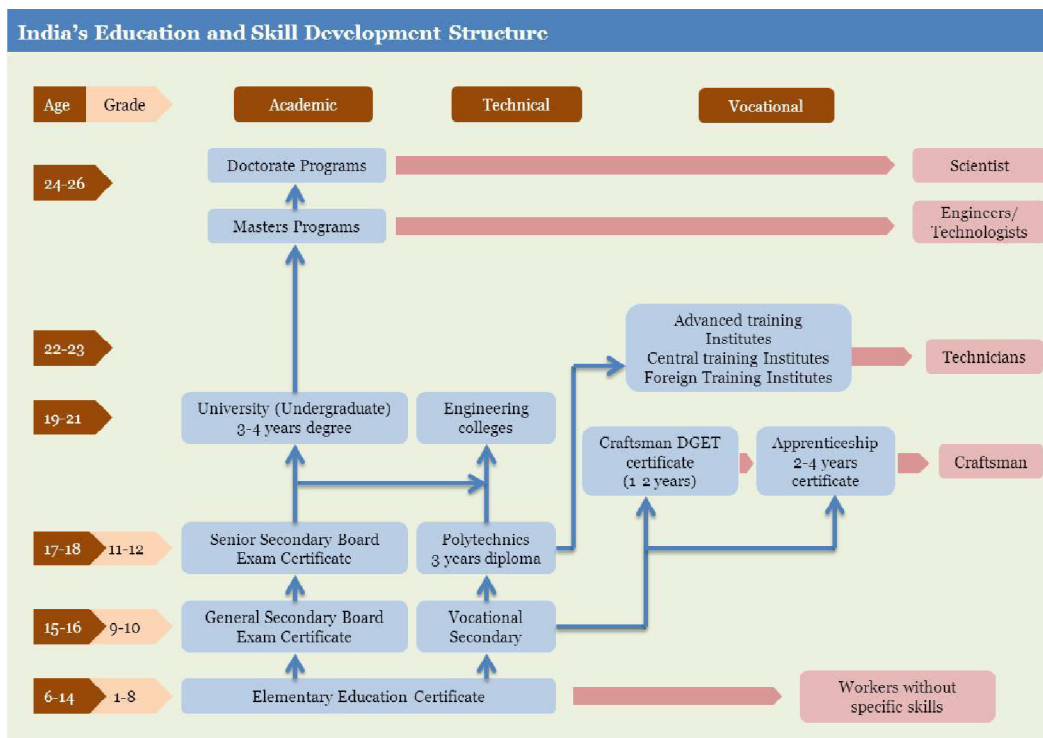 India's Education and Skill Development Structure
Age Grade Academic Technical Vocational
24-26
Doctorate Programs
Scientist
Masters Programs
Engineers/
Technologists
22-23
Advanced training
Institutes
Central training Institutes
Foreign Training Institutes
Technicians
19-21
University (Undergraduate)
3-4 years degree
Engineering
colleges
Craftsman DGET
certificate
(1-2 years)
Apprenticeship
2-4 years
certificate
Craftsman
17-18 11-12
Senior Secondary Board
Exam Certificate
Polytechnics
3 years diploma
15-16 9-10
General Secondary Board
Exam Certificate
Vocational
Secondary
6-14 1-8
Elementary Education Certificate
Workers without
specific skills